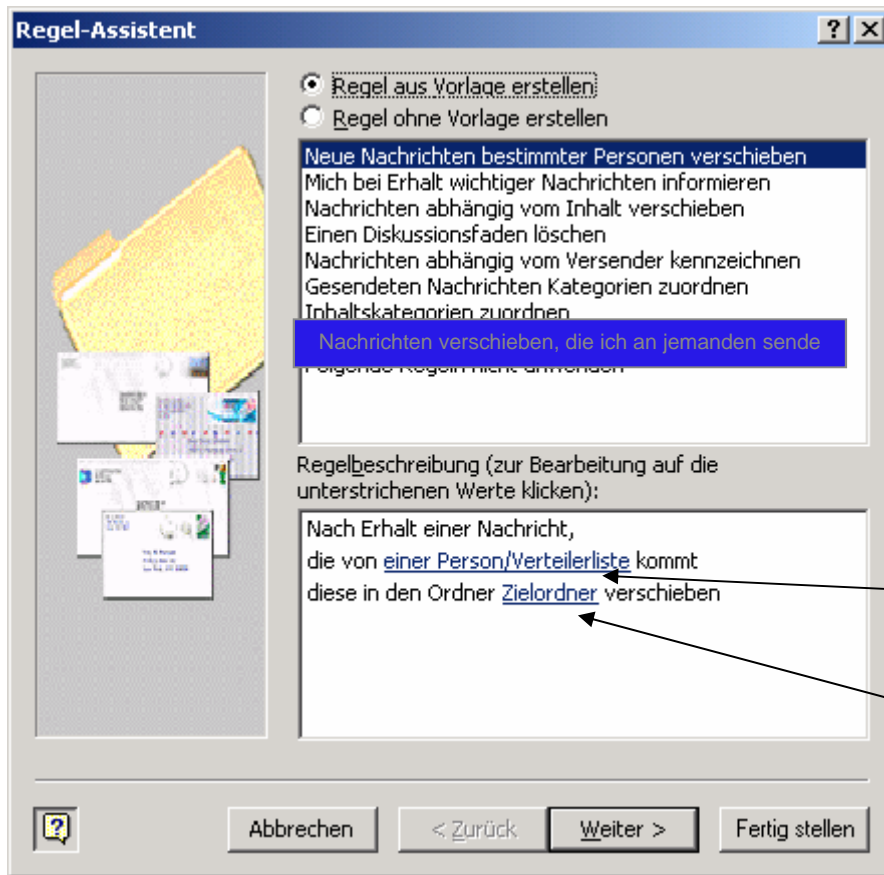 Regel-Assistent
Regel aus Vorlage erstellen
Regel ohne Vorlage erstellen
Neue Nachrichten bestimmter Personen verschieben
Mich bei Erhalt wichtiger Nachrichten informieren
Nachrichten abhängig vom Inhalt verschieben
Einen Diskussionsfaden löschen
Nachrichten abhängig vom Versender kennzeichnen
Gesendeten Nachrichten Kategorien zuordnen
Inhaltskategorien zuordnen
Nachrichten verschieben, die ich an jemanden sende
Folgende Regeln nicht anwenden
Regelbeschreibung (zur Bearbeitung auf die
unterstrichenen Werte klicken):
Nach Erhalt einer Nachricht,
die von einer Person/Verteilerliste kommt
diese in den Ordner Zielordner verschieben
Abbrechen
< Zurück
Weiter >
Fertig stellen